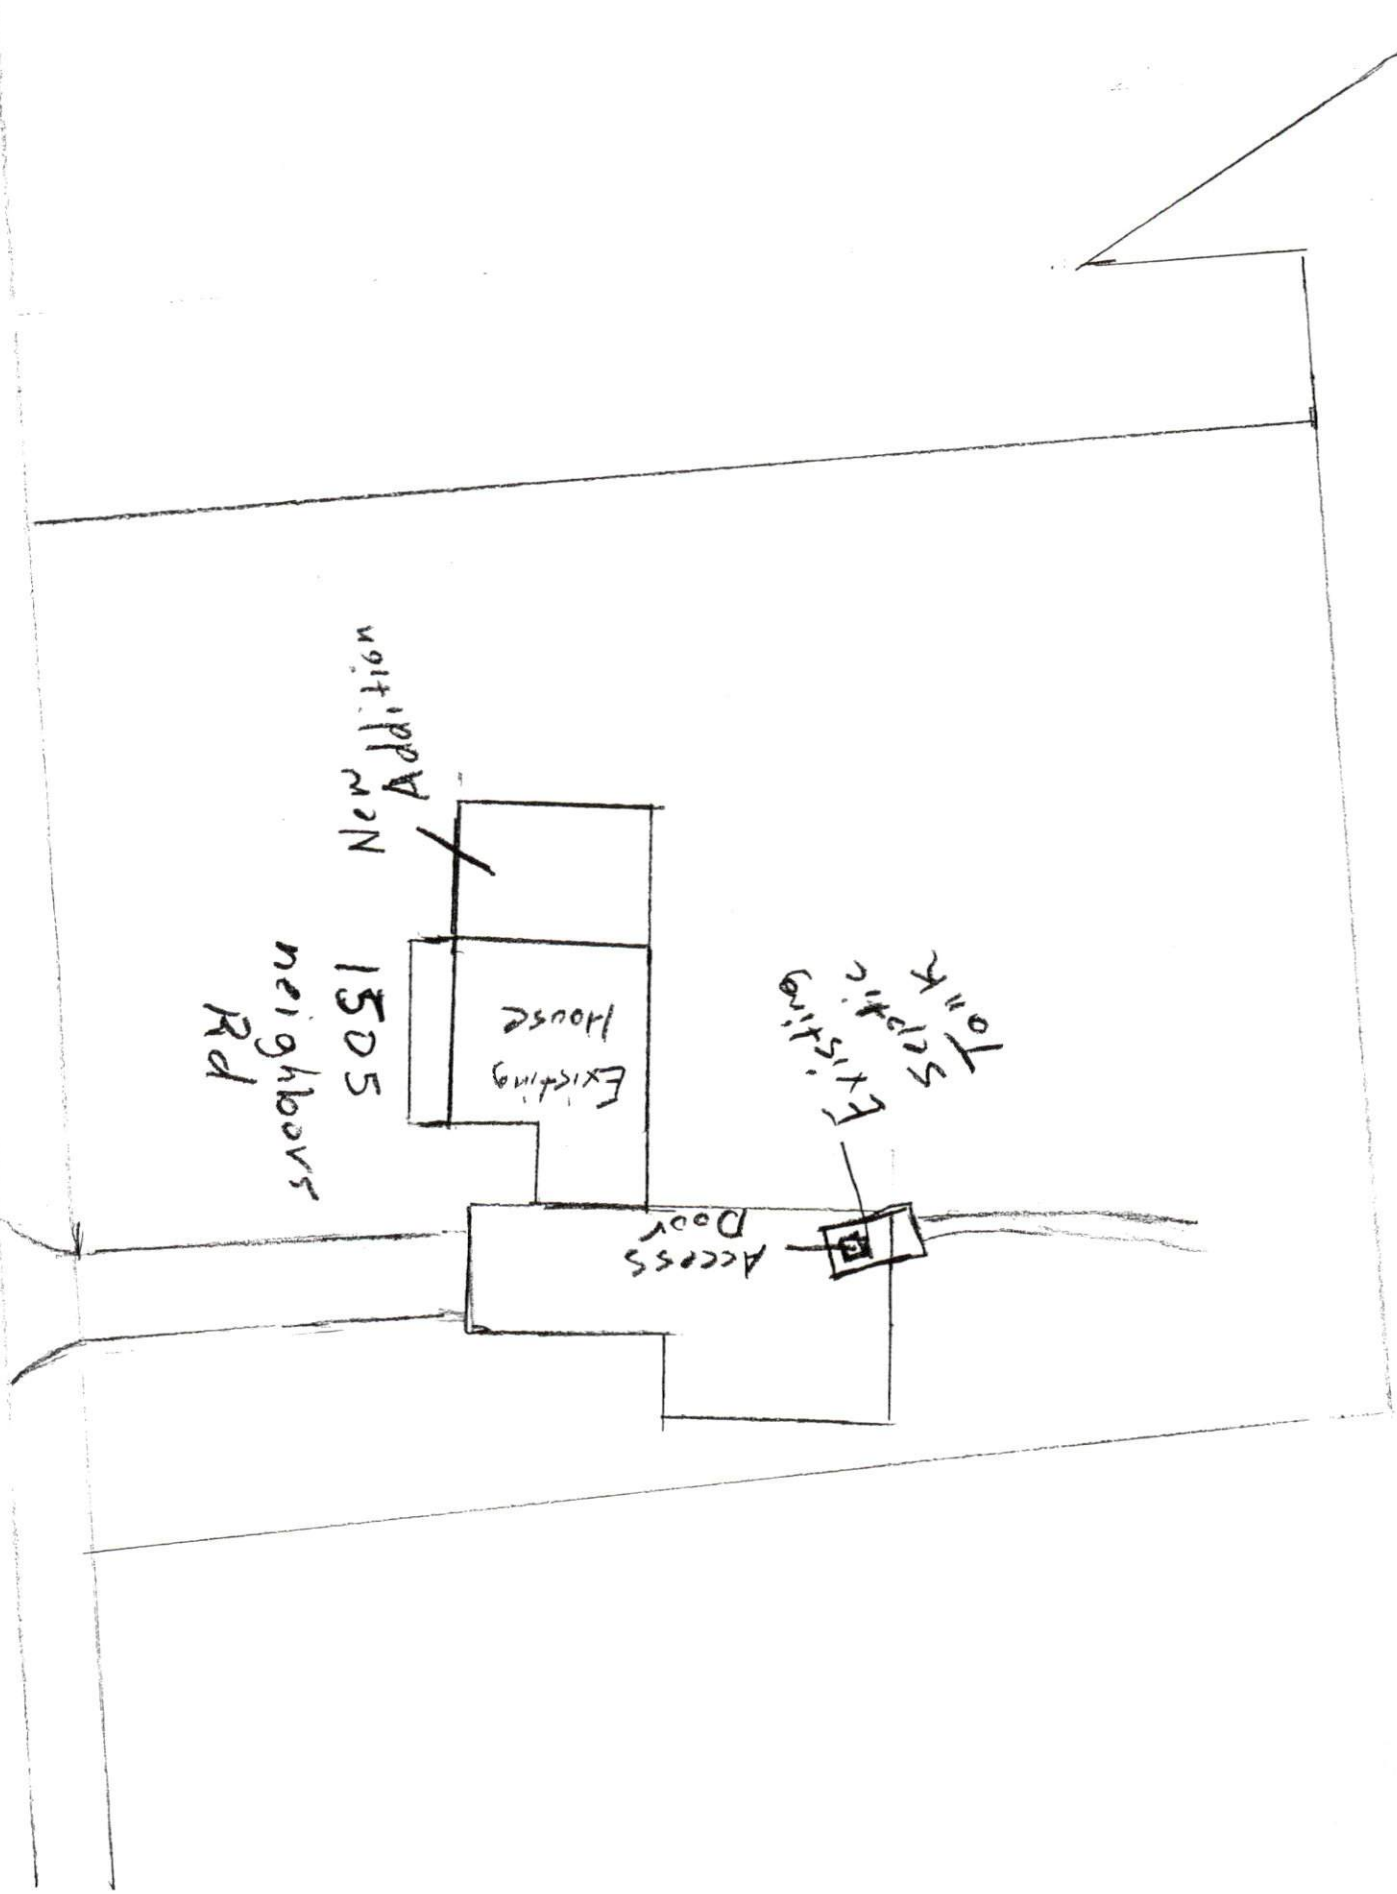 New
Addition
Existing
House
1505
neighbors
Rd
Existing
Septic
Tank
Access
Door